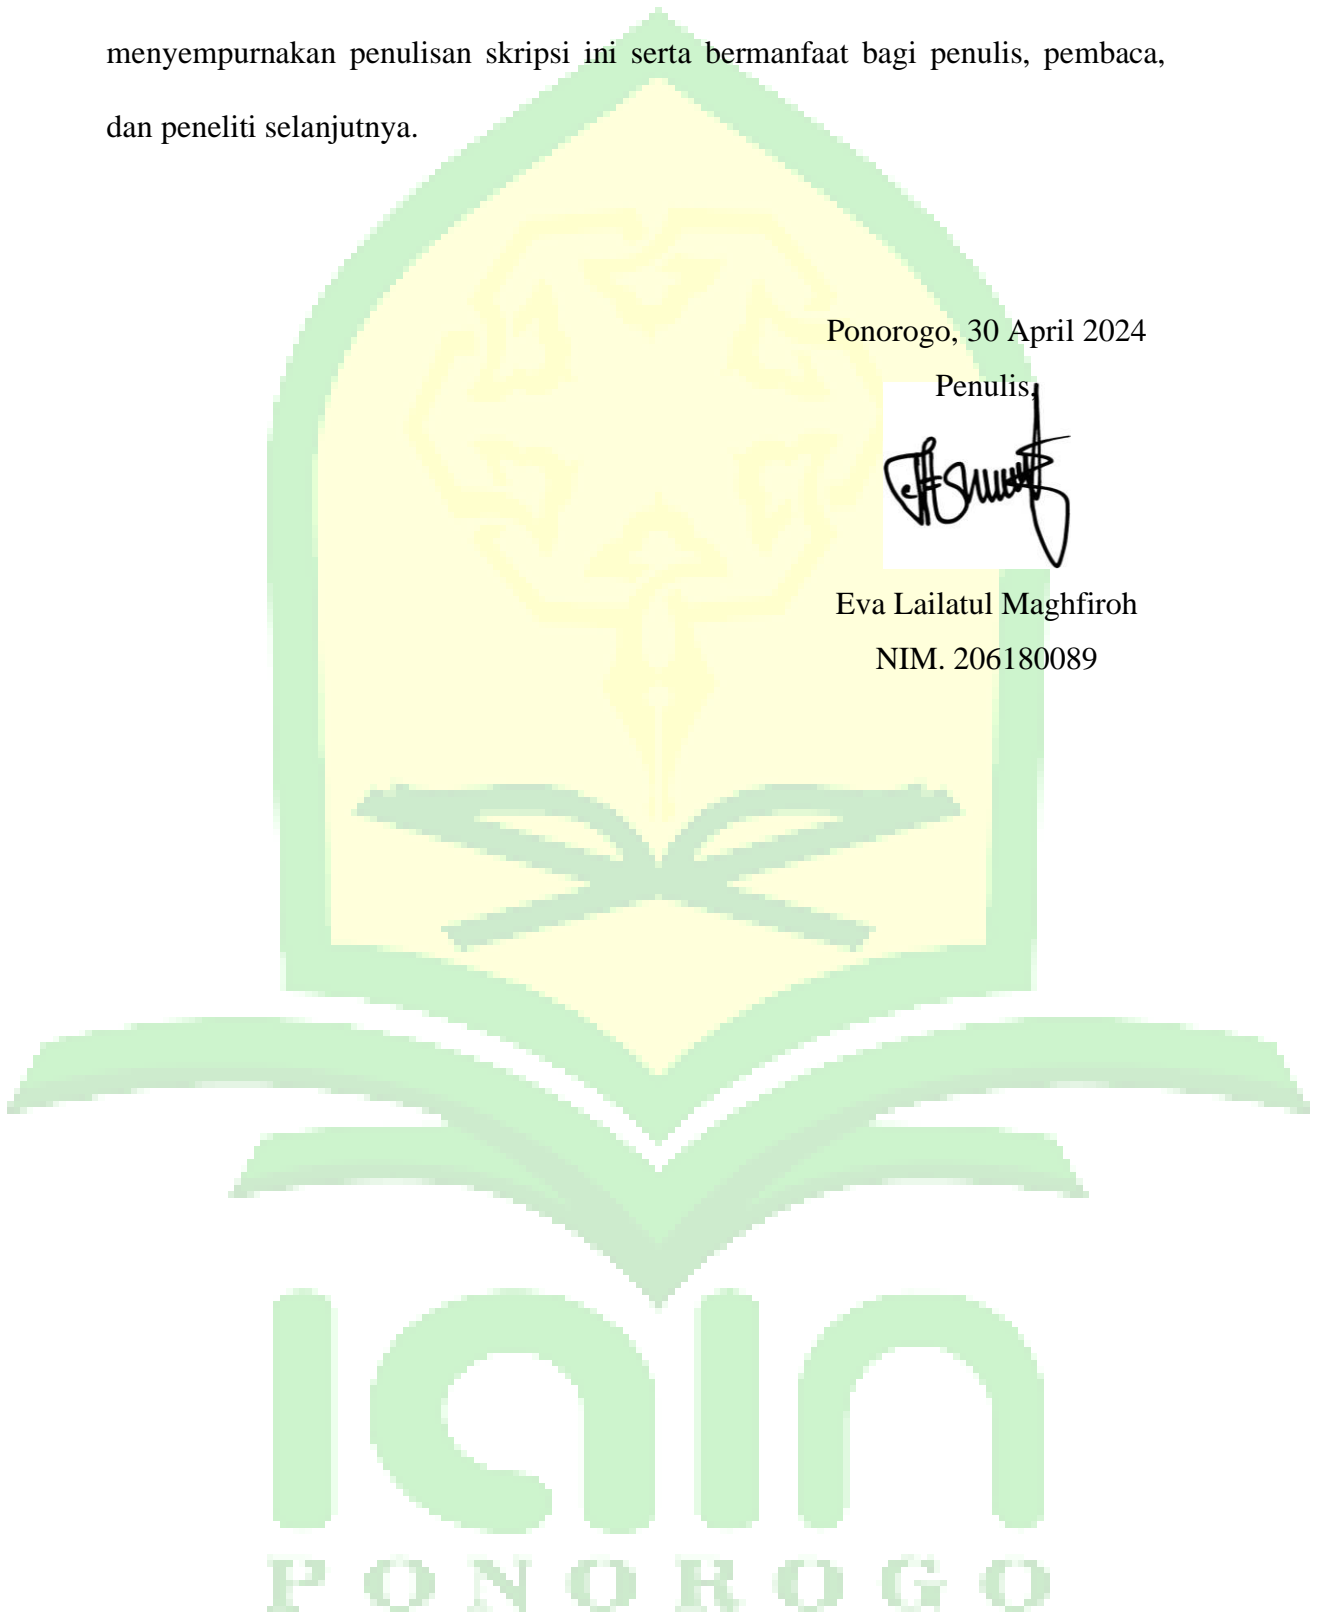 menyempurnakan penulisan skripsi ini serta bermanfaat bagi penulis, pembaca,
dan peneliti selanjutnya.
Ponorogo, 30 April 2024
Penulis,
Eva Lailatul Maghfiroh
NIM. 206180089
iain
PONOROGO